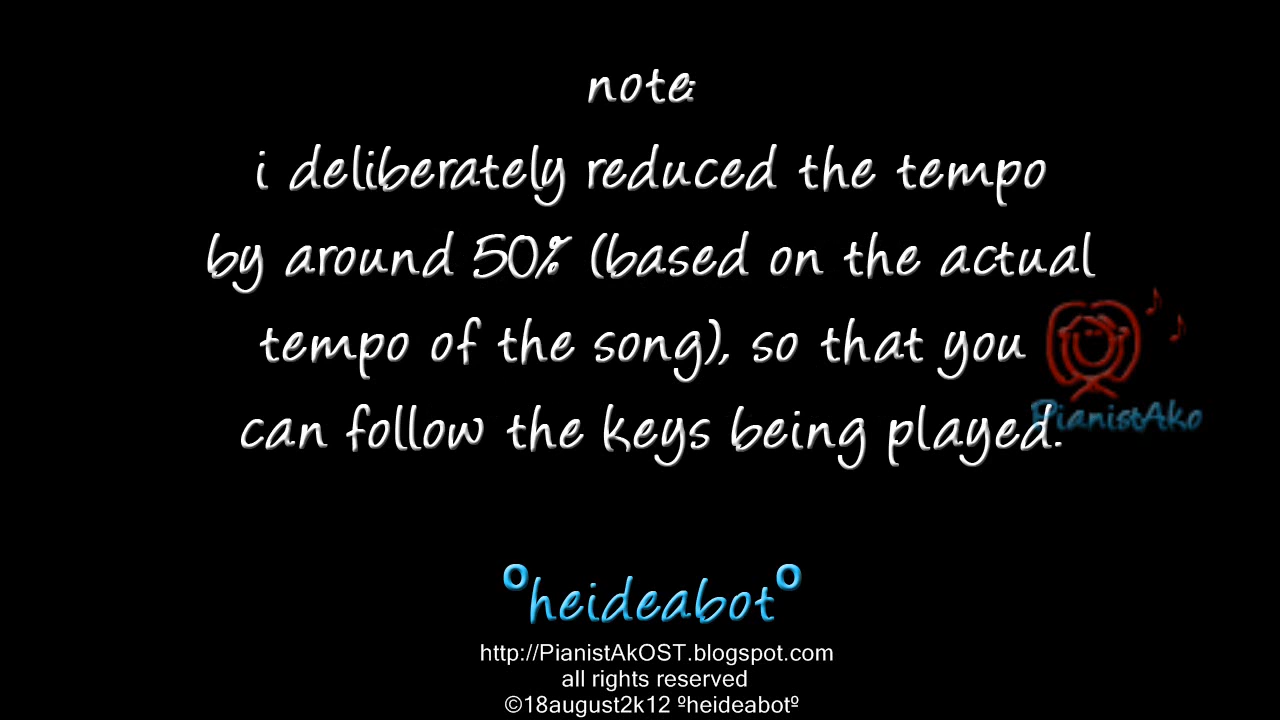 note:
i deliberately reduced the tempo
by around 50% (based on the actual
tempo of the song), so that you
can follow the keys being played.
PianistAko
ºheideabotº
http://PianistAkOST.blogspot.com
all rights reserved
©18august2k12 ºheideabotº